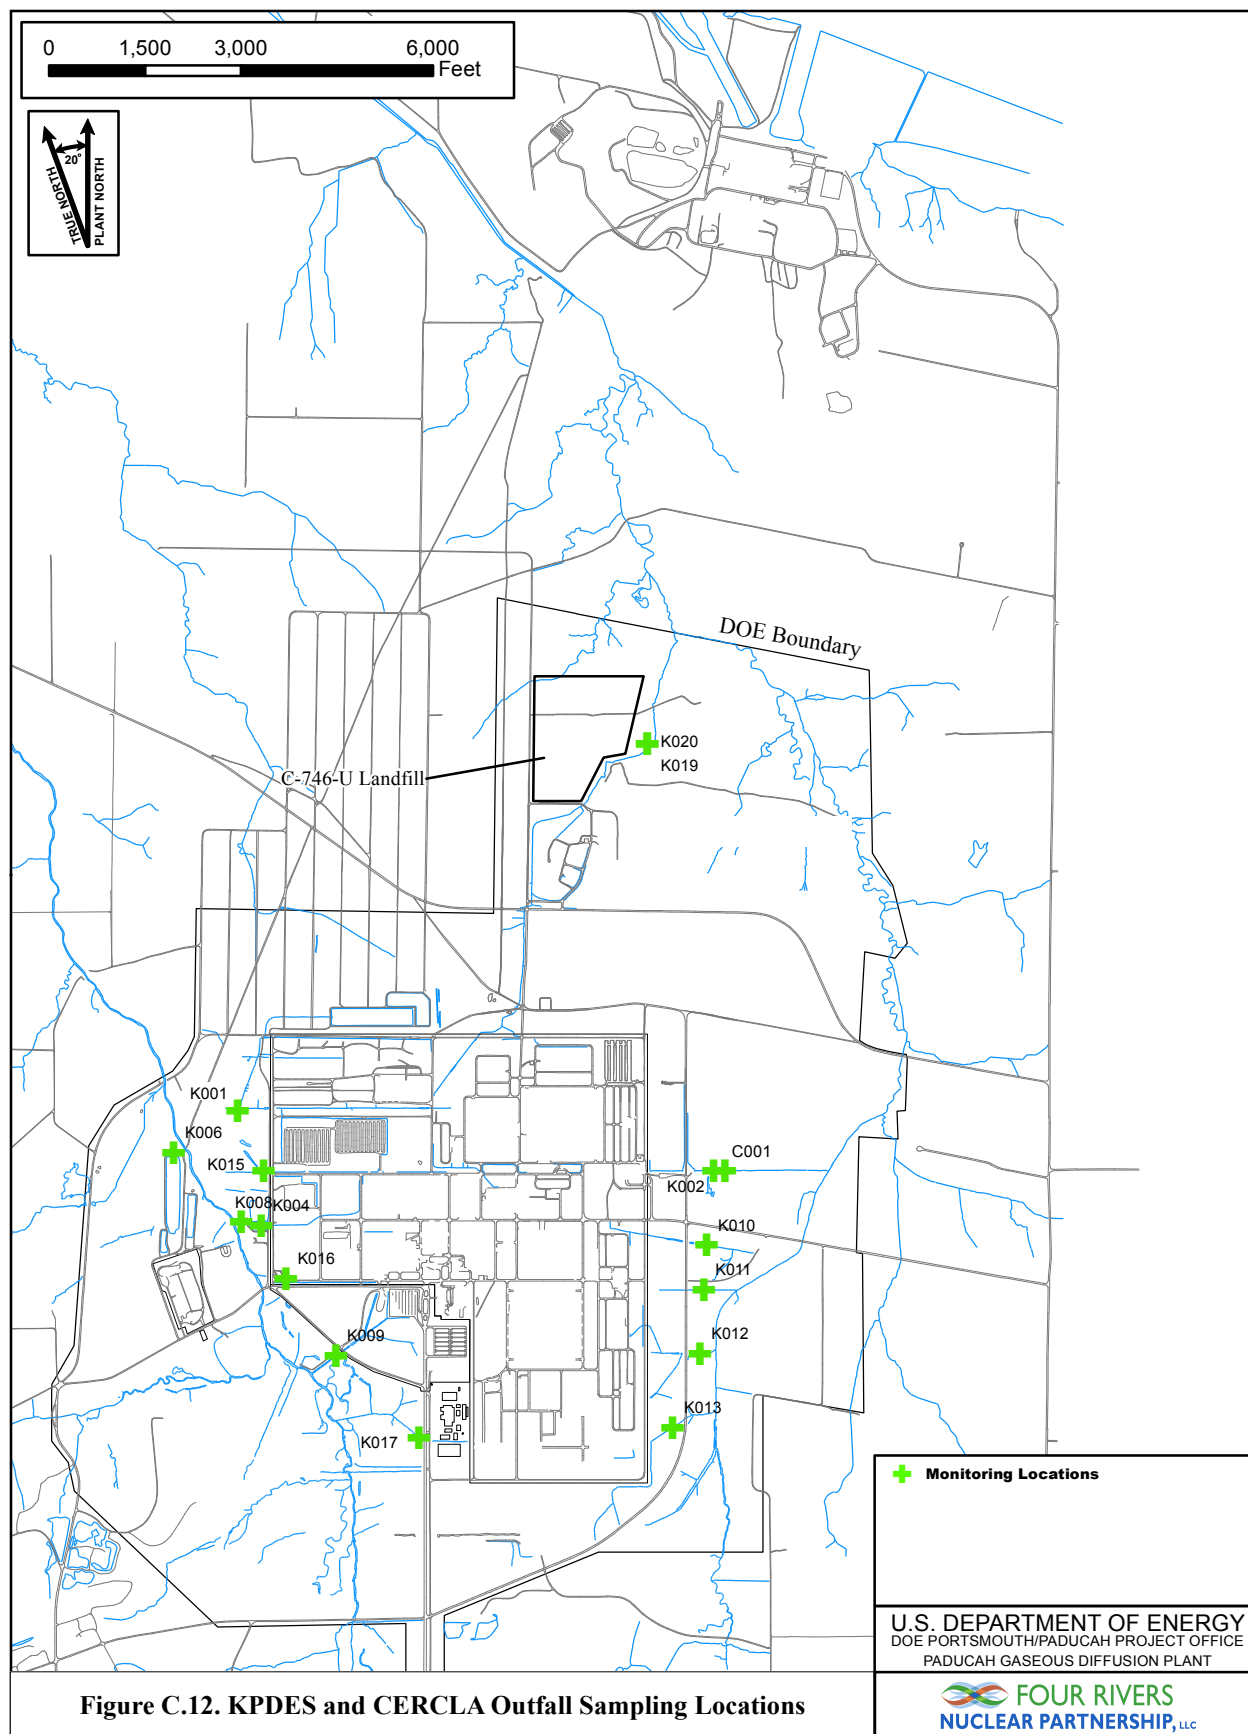 0 1,500 3,000 6,000
Feet
20°
TRUE NORTH
PLANT NORTH
DOE Boundary
K020
K019
C-746-U Landfill
K001
K006
K015
C001
K002
K008
K004
K010
K016
K011
K009
K012
K013
K017
Monitoring Locations
U.S. DEPARTMENT OF ENERGY
DOE PORTSMOUTH/PADUCAH PROJECT OFFICE
PADUCAH GASEOUS DIFFUSION PLANT
Figure C.12. KPDES and CERCLA Outfall Sampling Locations
FOUR RIVERS
NUCLEAR PARTNERSHIP, LLC